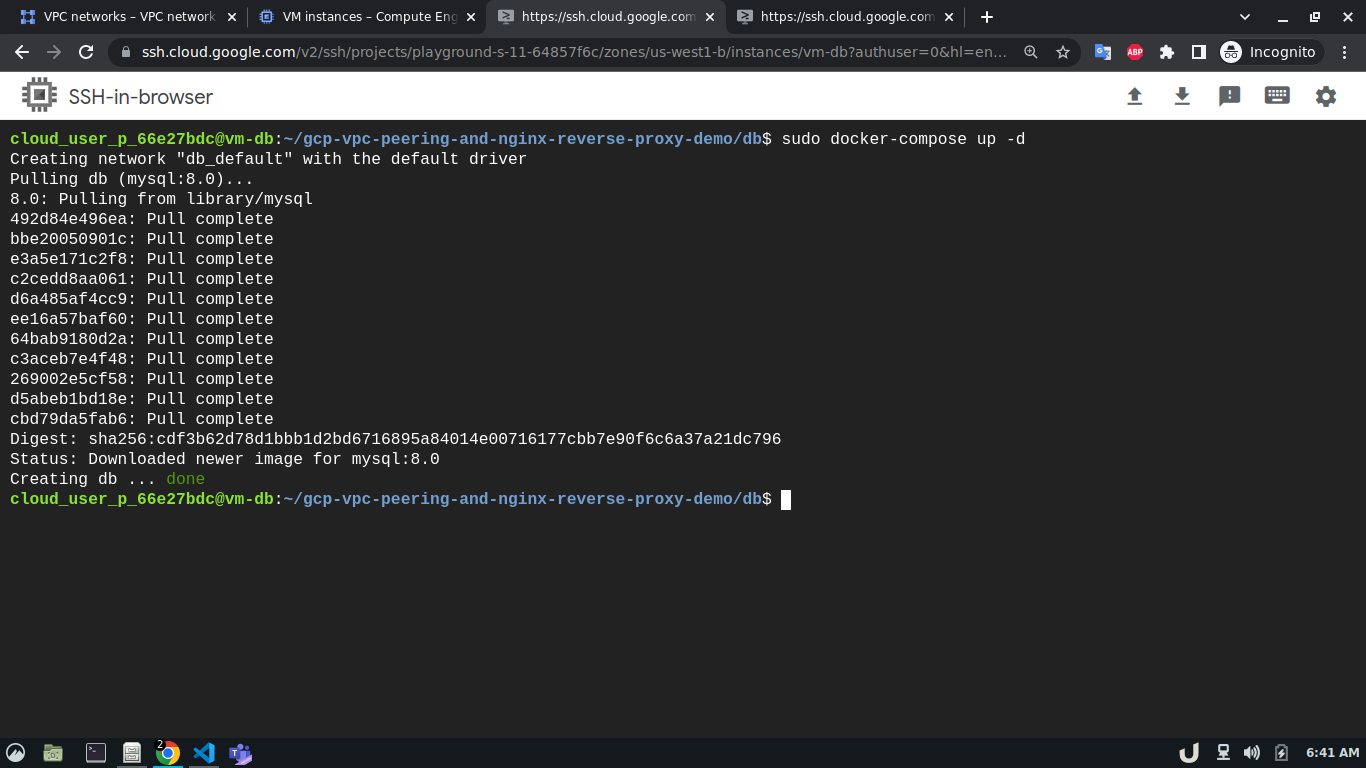 VPC networks – VPC network
VM instances – Compute Eng
https://ssh.cloud.google.com
https://ssh.cloud.google.com
ssh.cloud.google.com/v2/ssh/projects/playground-s-11-64857f6c/zones/us-west1-b/instances/vm-db?authuser=0&hl=en...
ABP
Incognito
SSH-in-browser
cloud_user_p_66e27bdc@vm-db:~/gcp-vpc-peering-and-nginx-reverse-proxy-demo/db$ sudo docker-compose up -d
Creating network "db_default" with the default driver
Pulling db (mysql:8.0)...
8.0: Pulling from library/mysql
492d84e496ea: Pull complete
bbe20050901c: Pull complete
e3a5e171c2f8: Pull complete
c2cedd8aa061: Pull complete
d6a485af4cc9: Pull complete
ee16a57baf60: Pull complete
64bab9180d2a: Pull complete
c3aceb7e4f48: Pull complete
269002e5cf58: Pull complete
d5abeb1bd18e: Pull complete
cbd79da5fab6: Pull complete
Digest: sha256:cdf3b62d78d1bbb1d2bd6716895a84014e00716177cbb7e90f6c6a37a21dc796
Status: Downloaded newer image for mysql:8.0
Creating db ... done
cloud_user_p_66e27bdc@vm-db:~/gcp-vpc-peering-and-nginx-reverse-proxy-demo/db$
2
6:41 AM